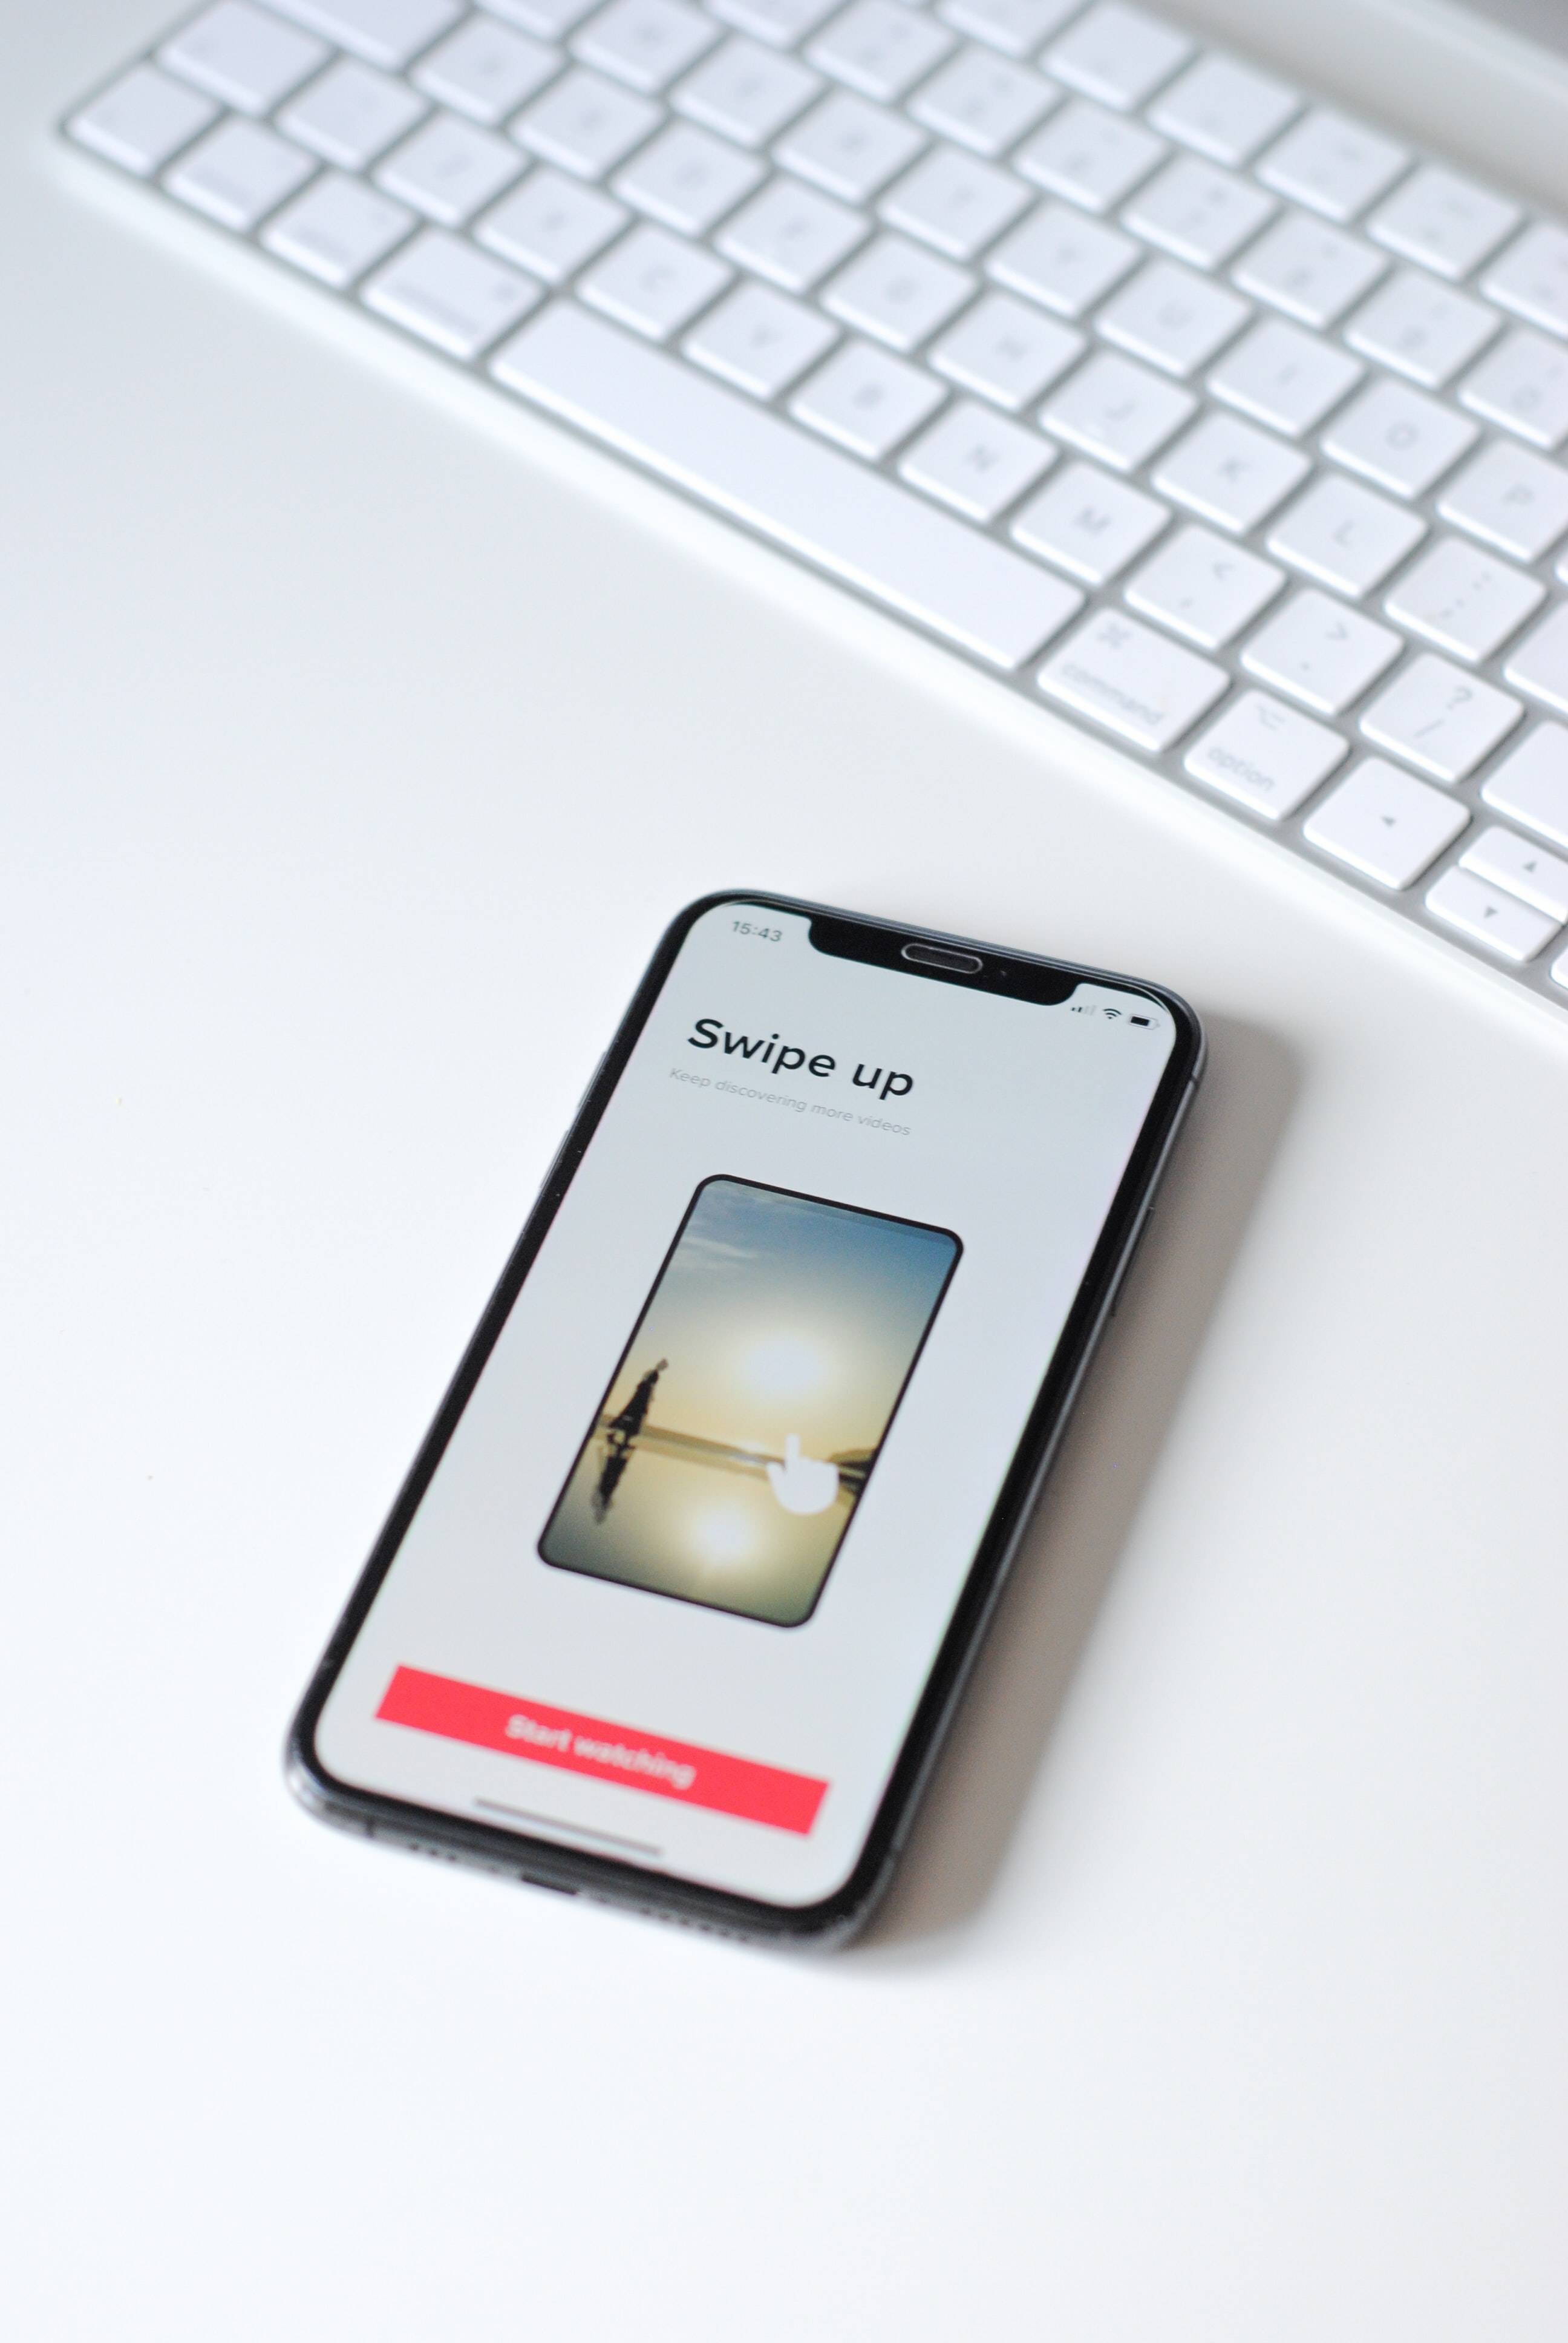 C
V
G
B
H
U
N
J
I
M
K
O
<
,
L
P
⌘
command
>
.
:
;
⌥
option
?
/
◀
▲
▼
15:43
Swipe up
Keep discovering more videos
Start watching